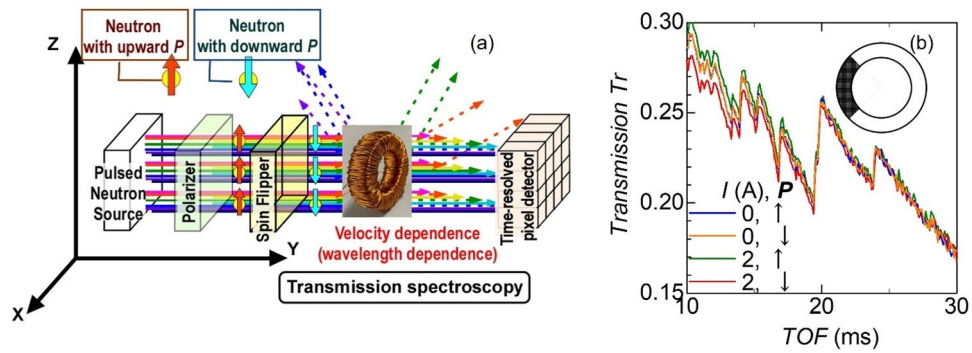 Neutron
with upward P
Neutron
with downward P
(a)
Z
Pulsed
Neutron
Source
Polarizer
Spin Flipper
Time-resolved
pixel detector
Y
X
Velocity dependence
(wavelength dependence)
Transmission spectroscopy
(b)
Transmission Tr
0.30
0.25
0.20
0.15
I (A), P
0, ↑
0, ↓
2, ↑
2, ↓
10
20
30
TOF (ms)